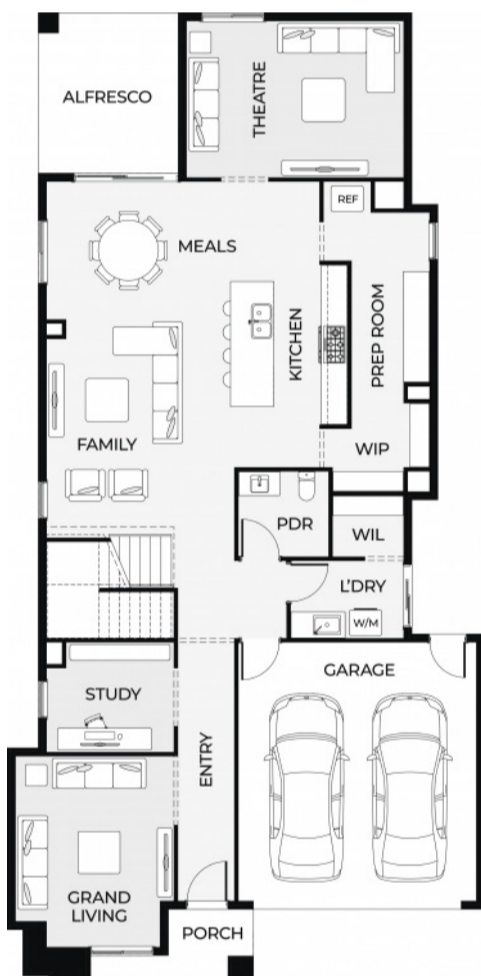 ALFRESCO
THEATRE
REF
MEALS
KITCHEN
PREP ROOM
FAMILY
WIP
PDR
WIL
L'DRY
W/M
GARAGE
STUDY
ENTRY
GRAND
LIVING
PORCH